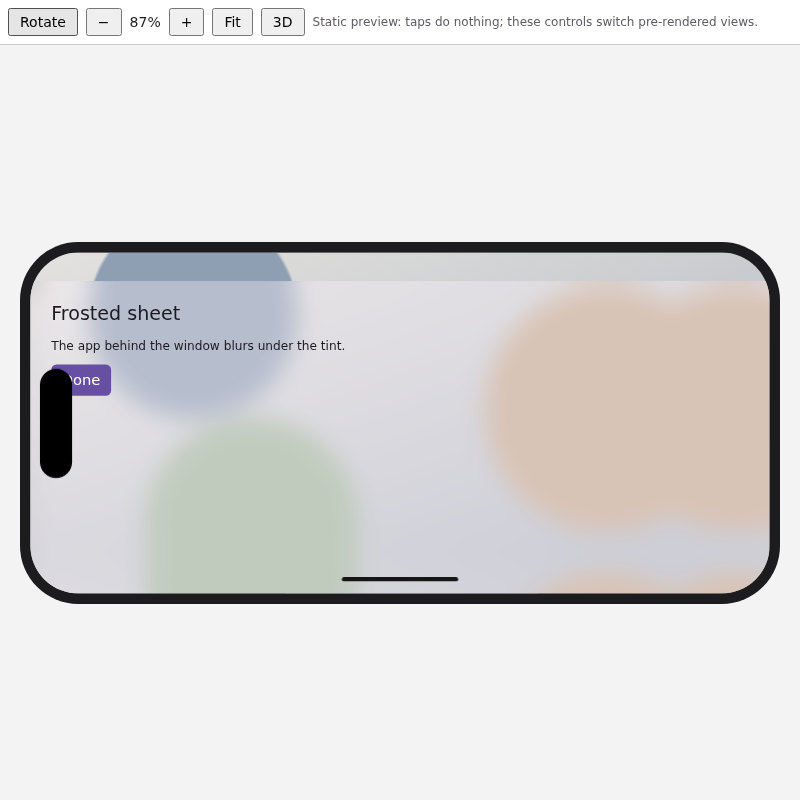 Rotate − 87% + Fit 3D Static preview: taps do nothing; these controls switch pre-rendered views.
Frosted sheet
The app behind the window blurs under the tint.
one